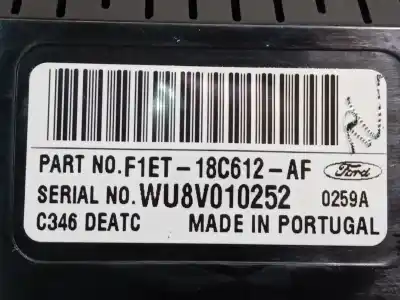 PART NO. F1ET-18C612-AF Ford
SERIAL NO. WU8V010252 0259A
C346 DEATC MADE IN PORTUGAL